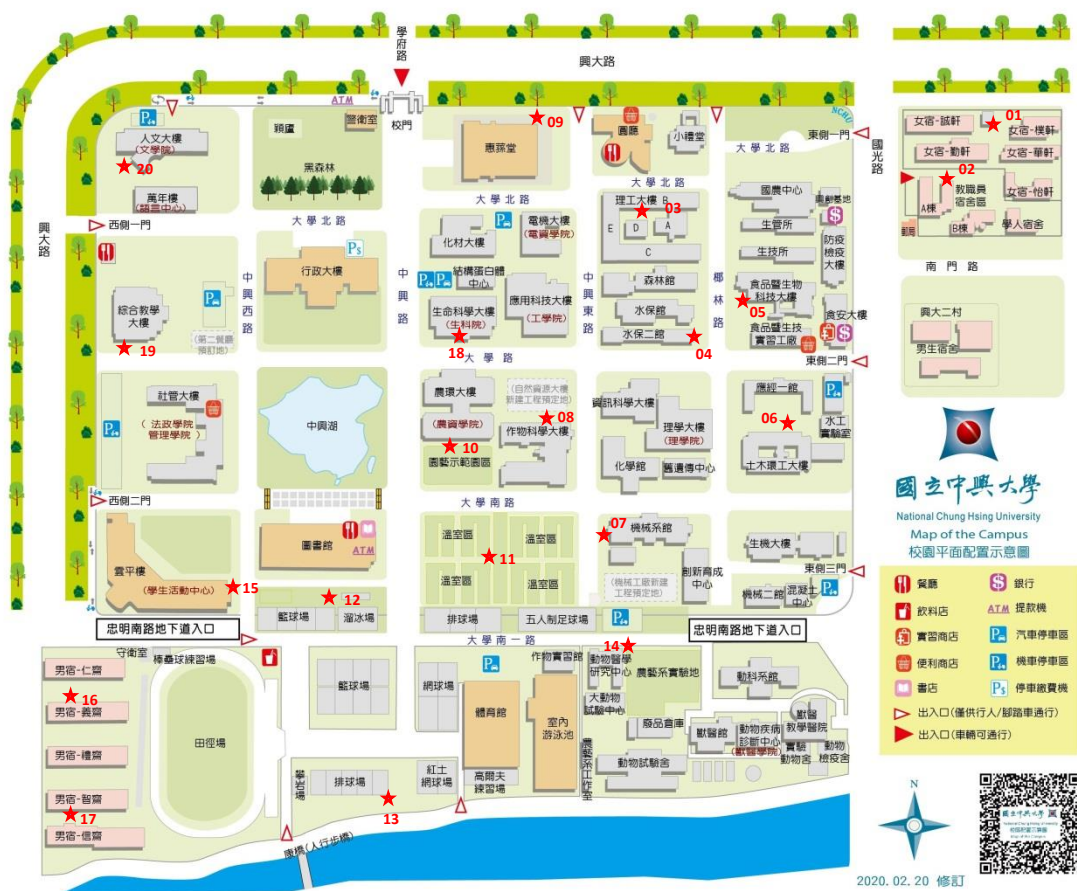 學府路
興大路
ATM
校門
警衛室
穎廬
人文大樓
(文學院)
20
黑森林
萬年樓
(語言中心)
09
惠蓀堂
圓廳
小禮堂
NCHU
東側一門
國光路
女宿-誠軒
01
女宿-樸軒
女宿-勤軒
女宿-華軒
02
教職員
宿舍區
女宿-怡軒
A棟
B棟
學人宿舍
郵局
南門路
大學北路
大學北路
大學北路
大學北路
西側一門
興大路
中興西路
中興路
中興東路
椰林路
行政大樓
化材大樓
電機大樓
(電資學院)
結構蛋白體
中心
應用科技大樓
(工學院)
生命科學大樓
(生科院)
18
理工大樓 B
03
E
D
A
C
森林館
水保館
水保二館
04
國農中心
生管所
生技所
防疫
檢疫
大樓
食品暨生物
科技大樓
05
食安大樓
食品暨生技
實習工廠
東側二門
綜合教學
大樓
19
(第二餐廳
預訂地)
大學路
興大二村
男生宿舍
社管大樓
(法政學院
管理學院)
中興湖
農環大樓
(農資學院)
10
園藝示範園區
(自然資源大樓
新建工程預定地)
08
作物科學大樓
資訊科學大樓
理學大樓
(理學院)
化學館
舊遺傳中心
應經一館
06
水工
實驗室
土木環工大樓
西側二門
大學南路
國立中興大學
National Chung Hsing University
Map of the Campus
校園平面配置示意圖
雲平樓
(學生活動中心)
15
圖書館
ATM
12
籃球場
溜冰場
溫室區
溫室區
11
溫室區
溫室區
排球場
五人制足球場
07
機械系館
(機械工廠新建
工程預定地)
創新育成
中心
生機大樓
東側三門
機械二館
混凝土
中心
忠明南路地下道入口
忠明南路地下道入口
大學南一路
14
守衛室
棒壘球練習場
男宿-仁齋
16
男宿-義齋
男宿-禮齋
男宿-智齋
17
男宿-信齋
田徑場
籃球場
網球場
體育館
作物實習館
室內
游泳池
動物醫學
研究中心
大動物
試驗中心
農藝系實驗地
廢品倉庫
動物試驗舍
農藝系工作室
動科系館
獸醫館
動物疾病
診斷中心
(獸醫學院)
獸醫
教學醫院
實驗
動物舍
動物
檢疫舍
攀岩場
排球場
13
紅土
網球場
高爾夫
練習場
康橋(人行步橋)
餐廳
飲料店
實習商店
便利商店
書店
銀行
ATM 提款機
汽車停車區
機車停車區
停車繳費機
出入口(僅供行人/腳踏車通行)
出入口(車輛可通行)
N
2020.02.20 修訂